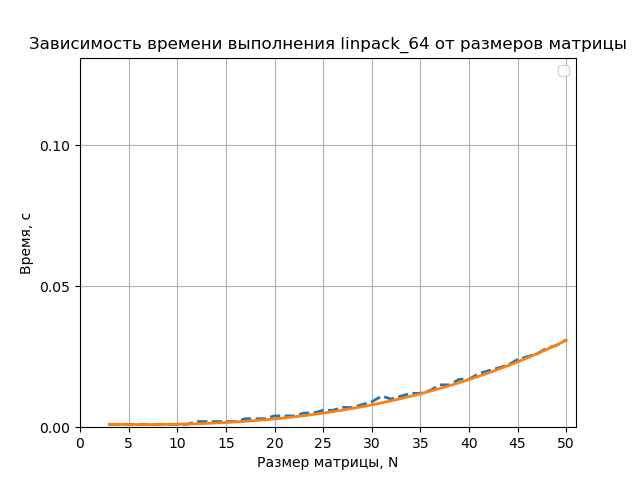 Зависимость времени выполнения linpack_64 от размеров матрицы
Время, с
0.10
0.05
0.00
0 5 10 15 20 25 30 35 40 45 50
Размер матрицы, N